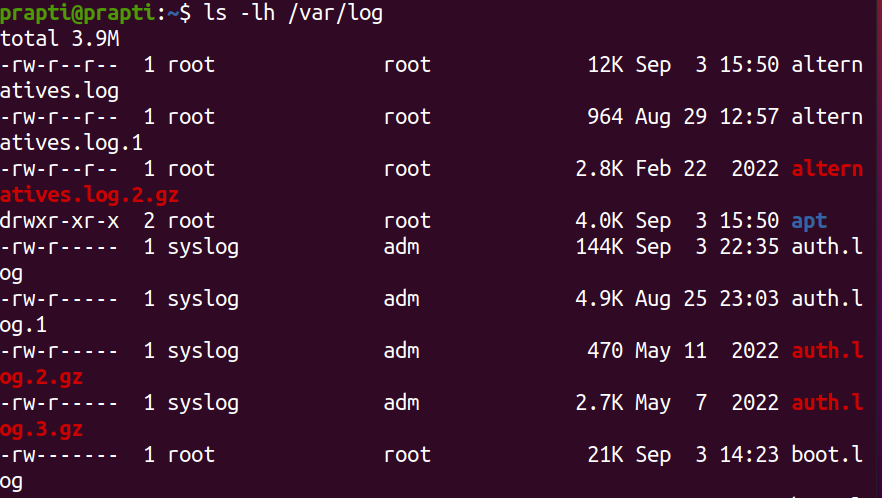 prapti@prapti:~$ ls -lh /var/log
total 3.9M
-rw-r--r--  1 root              root             12K Sep  3 15:50 altern
atives.log
-rw-r--r--  1 root              root             964 Aug 29 12:57 altern
atives.log.1
-rw-r--r--  1 root              root            2.8K Feb 22  2022 altern
atives.log.2.gz
drwxr-xr-x  2 root              root            4.0K Sep  3 15:50 apt
-rw-r-----  1 syslog            adm             144K Sep  3 22:35 auth.l
og
-rw-r-----  1 syslog            adm             4.9K Aug 25 23:03 auth.l
og.1
-rw-r-----  1 syslog            adm              470 May 11  2022 auth.l
og.2.gz
-rw-r-----  1 syslog            adm             2.7K May  7  2022 auth.l
og.3.gz
-rw-------  1 root              root             21K Sep  3 14:23 boot.l
og